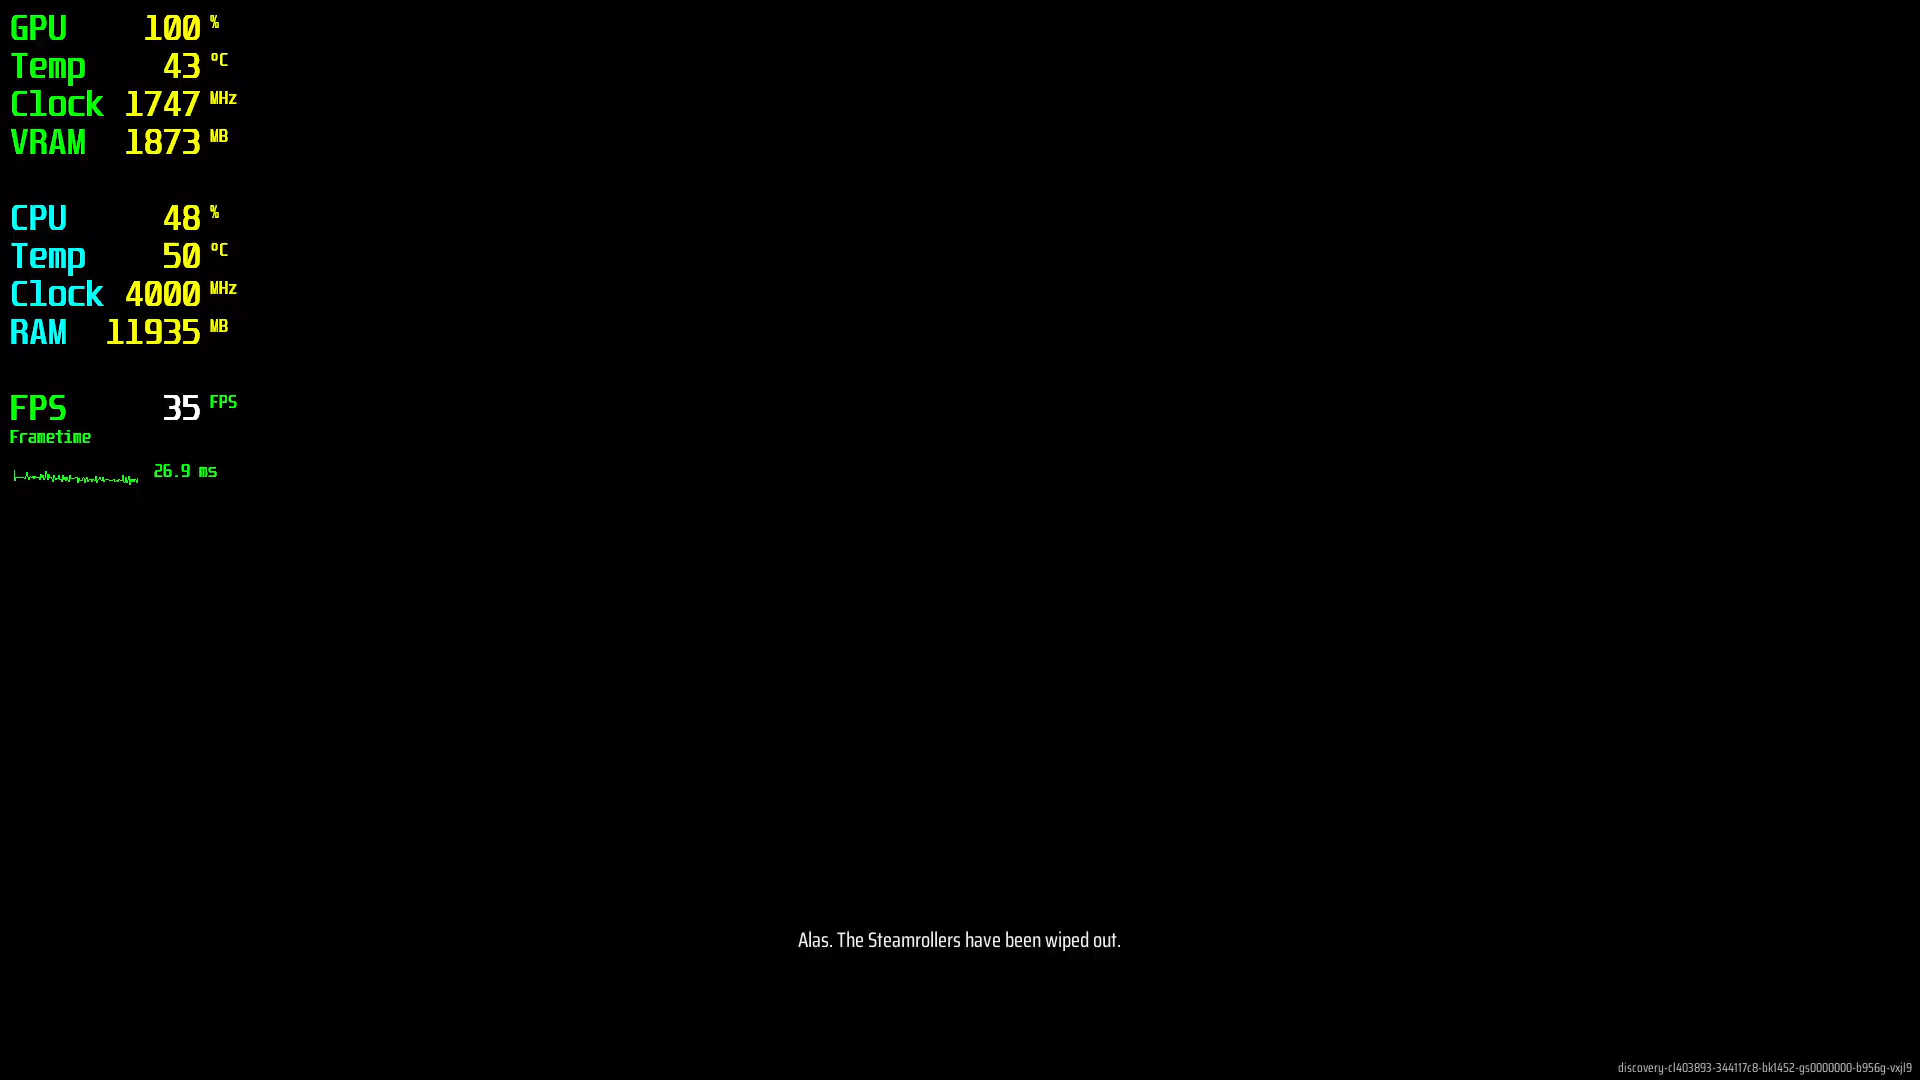 GPU 100 %
Temp 43 °C
Clock 1747 MHz
VRAM 1873 MB
CPU 48 %
Temp 50 °C
Clock 4000 MHz
RAM 11935 MB
FPS 35 FPS
Frametime
26.9 ms
Alas. The Steamrollers have been wiped out.
discovery-cl403893-344117c8-bk1452-gs0000000-b956g-vxjl9